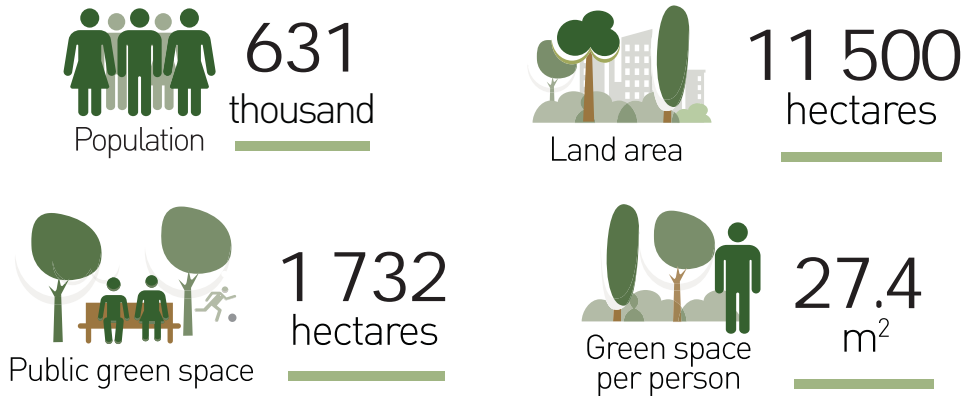 631
thousand
Population
11 500
hectares
Land area
1 732
hectares
Public green space
27.4
m²
Green space
per person